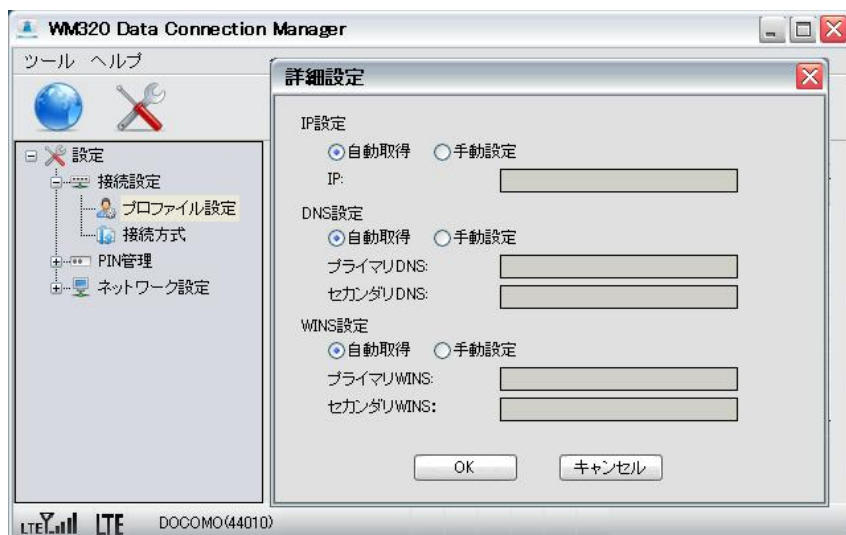 WM320 Data Connection Manager
ツール ヘルプ
詳細設定
設定
接続設定
プロファイル設定
接続方式
PIN管理
ネットワーク設定
IP設定
自動取得 手動設定
IP:
DNS設定
自動取得 手動設定
プライマリDNS:
セカンダリDNS:
WINS設定
自動取得 手動設定
プライマリWINS:
セカンダリWINS:
OK キャンセル
LTE LTE DOCOMO(44010)